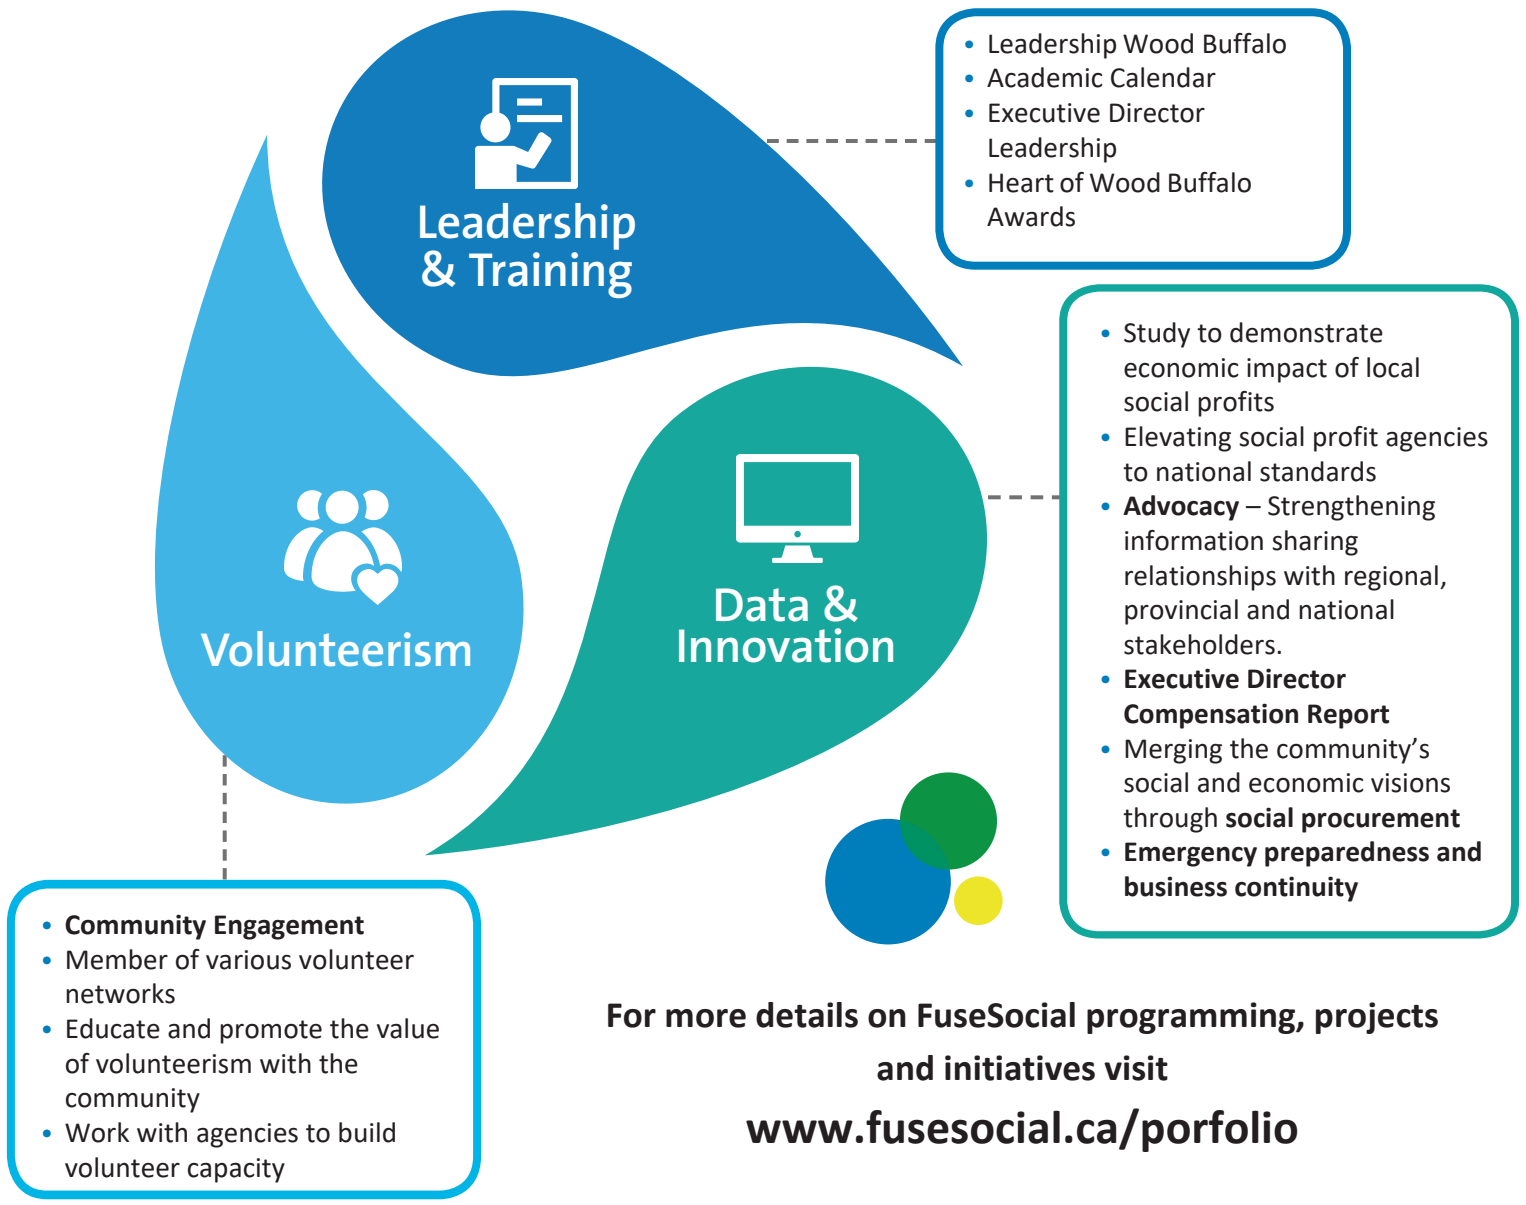 Leadership
& Training
• Leadership Wood Buffalo
• Academic Calendar
• Executive Director
Leadership
• Heart of Wood Buffalo
Awards
Data &
Innovation
• Study to demonstrate
economic impact of local
social profits
• Elevating social profit agencies
to national standards
• Advocacy – Strengthening
information sharing
relationships with regional,
provincial and national
stakeholders.
• Executive Director
Compensation Report
• Merging the community’s
social and economic visions
through social procurement
• Emergency preparedness and
business continuity
Volunteerism
• Community Engagement
• Member of various volunteer
networks
• Educate and promote the value
of volunteerism with the
community
• Work with agencies to build
volunteer capacity
For more details on FuseSocial programming, projects
and initiatives visit
www.fusesocial.ca/porfolio